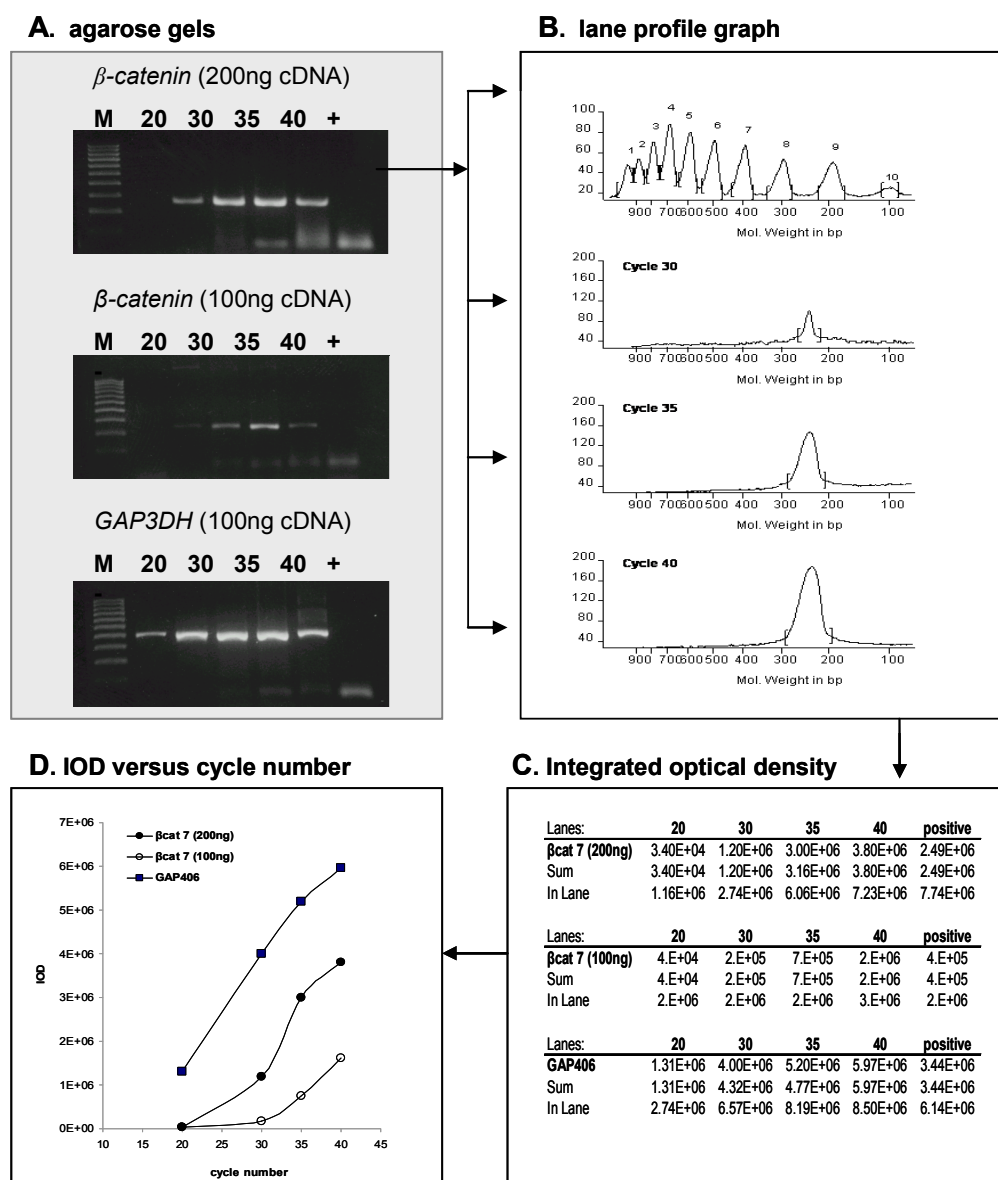 A. agarose gels
β-catenin (200ng cDNA)
M 20 30 35 40 +
β-catenin (100ng cDNA)
M 20 30 35 40 +
GAP3DH (100ng cDNA)
M 20 30 35 40 +
B. lane profile graph
100
80
60
40
20
1 2 3 4 5 6 7 8 9 10
900 700 600 500 400 300 200 100
Mol. Weight in bp
200
160
120
80
40
Cycle 30
900 700 600 500 400 300 200 100
Mol. Weight in bp
200
160
120
80
40
Cycle 35
900 700 600 500 400 300 200 100
Mol. Weight in bp
200
160
120
80
40
Cycle 40
900 700 600 500 400 300 200 100
Mol. Weight in bp
C. Integrated optical density
Lanes: 20 30 35 40 positive
βcat 7 (200ng) 3.40E+04 1.20E+06 3.00E+06 3.80E+06 2.49E+06
Sum 3.40E+04 1.20E+06 3.16E+06 3.80E+06 2.49E+06
In Lane 1.16E+06 2.74E+06 6.06E+06 7.23E+06 7.74E+06
Lanes: 20 30 35 40 positive
βcat 7 (100ng) 4.E+04 2.E+05 7.E+05 2.E+06 4.E+05
Sum 4.E+04 2.E+05 7.E+05 2.E+06 4.E+05
In Lane 2.E+06 2.E+06 2.E+06 3.E+06 2.E+06
Lanes: 20 30 35 40 positive
GAP406 1.31E+06 4.00E+06 5.20E+06 5.97E+06 3.44E+06
Sum 1.31E+06 4.32E+06 4.77E+06 5.97E+06 3.44E+06
In Lane 2.74E+06 6.57E+06 8.19E+06 8.50E+06 6.14E+06
D. IOD versus cycle number
7E+06
6E+06
5E+06
4E+06
3E+06
2E+06
1E+06
0E+00
IOD
βcat 7 (200ng)
βcat 7 (100ng)
GAP406
10 15 20 25 30 35 40 45
cycle number